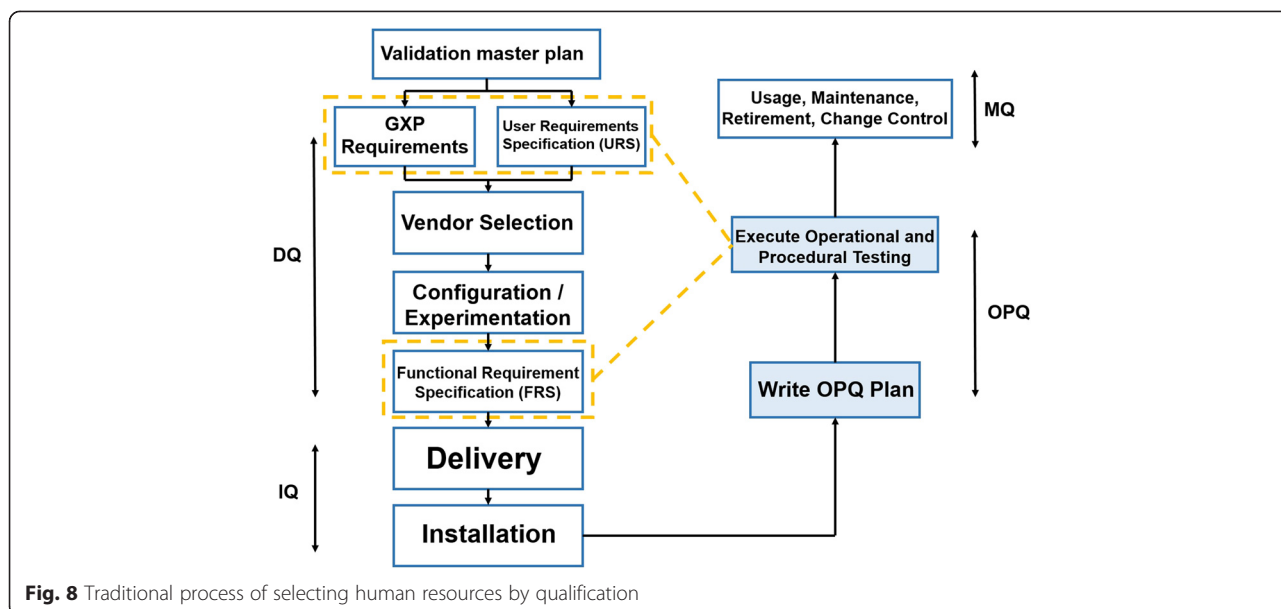 Validation master plan
GXP
Requirements
User Requirements
Specification (URS)
Vendor Selection
Configuration /
Experimentation
Functional Requirement
Specification (FRS)
Delivery
Installation
DQ
IQ
Usage, Maintenance,
Retirement, Change Control
Execute Operational and
Procedural Testing
Write OPQ Plan
MQ
OPQ
Fig. 8 Traditional process of selecting human resources by qualification